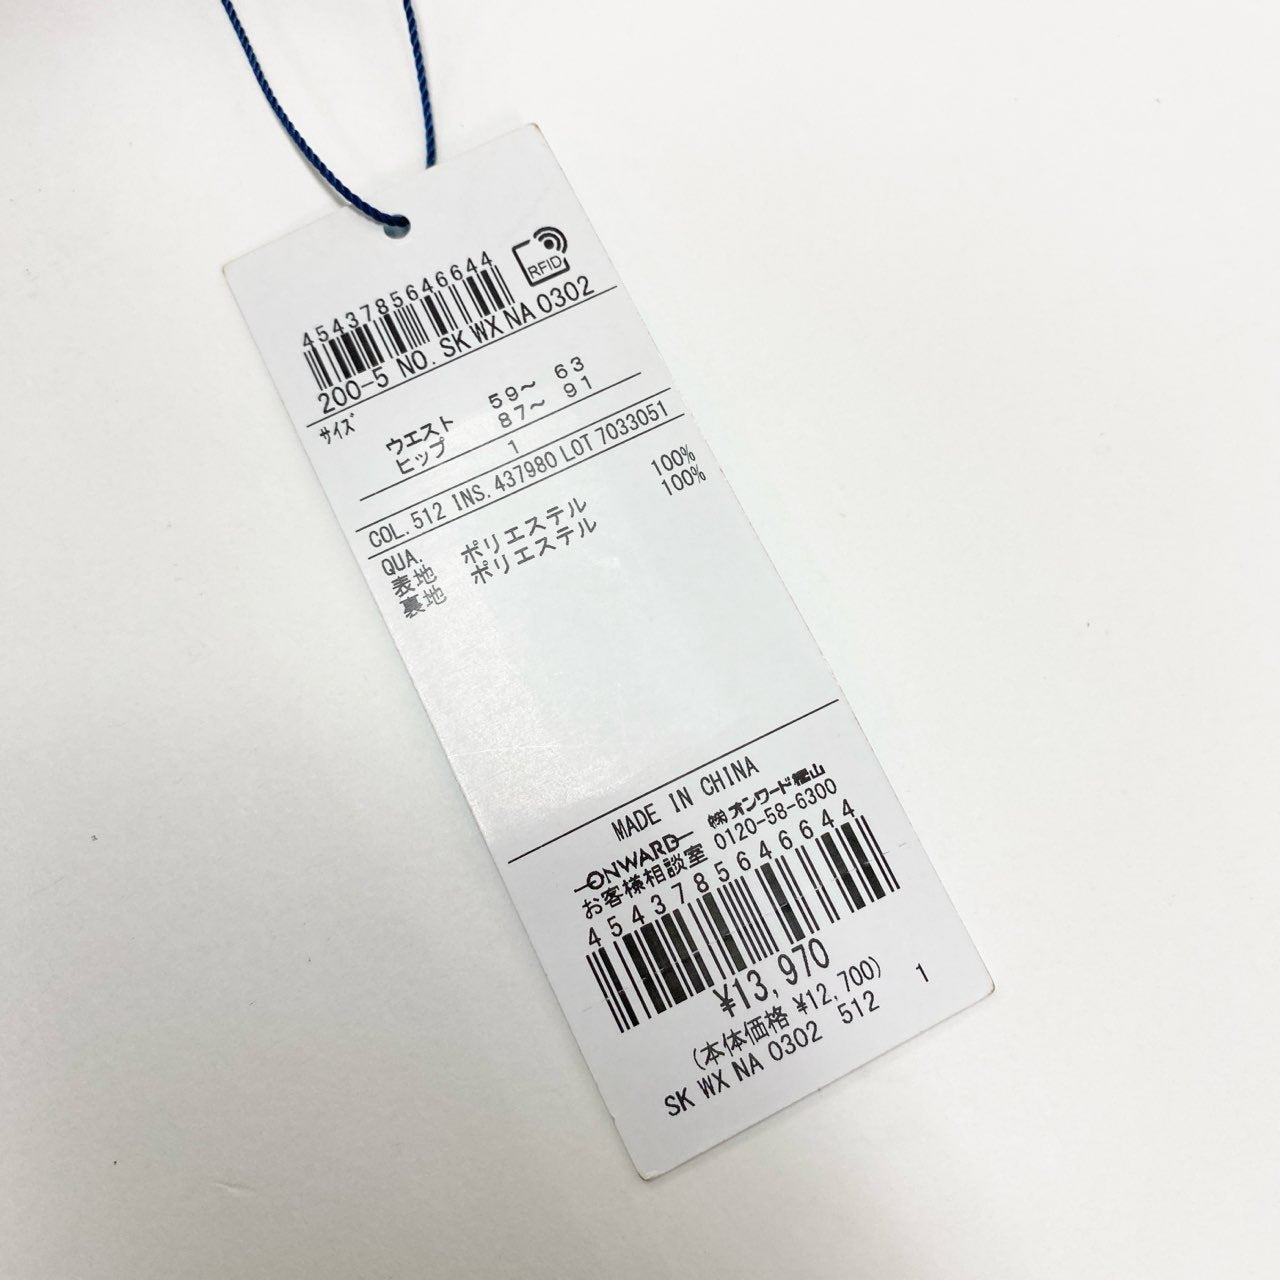 4543785646644
RFID
200-5 NO. SK WX NA 0302
サイズ
ウエスト 59〜 63
ヒップ 87〜 91
1
COL. 512 INS. 437980 LOT 7033051
QUA.
表地 ポリエステル 100%
裏地 ポリエステル 100%
MADE IN CHINA
ONWARD ㈱オンワード樫山
お客様相談室 0120-58-6300
4543785646644
¥13,970
(本体価格 ¥12,700)
SK WX NA 0302 512 1